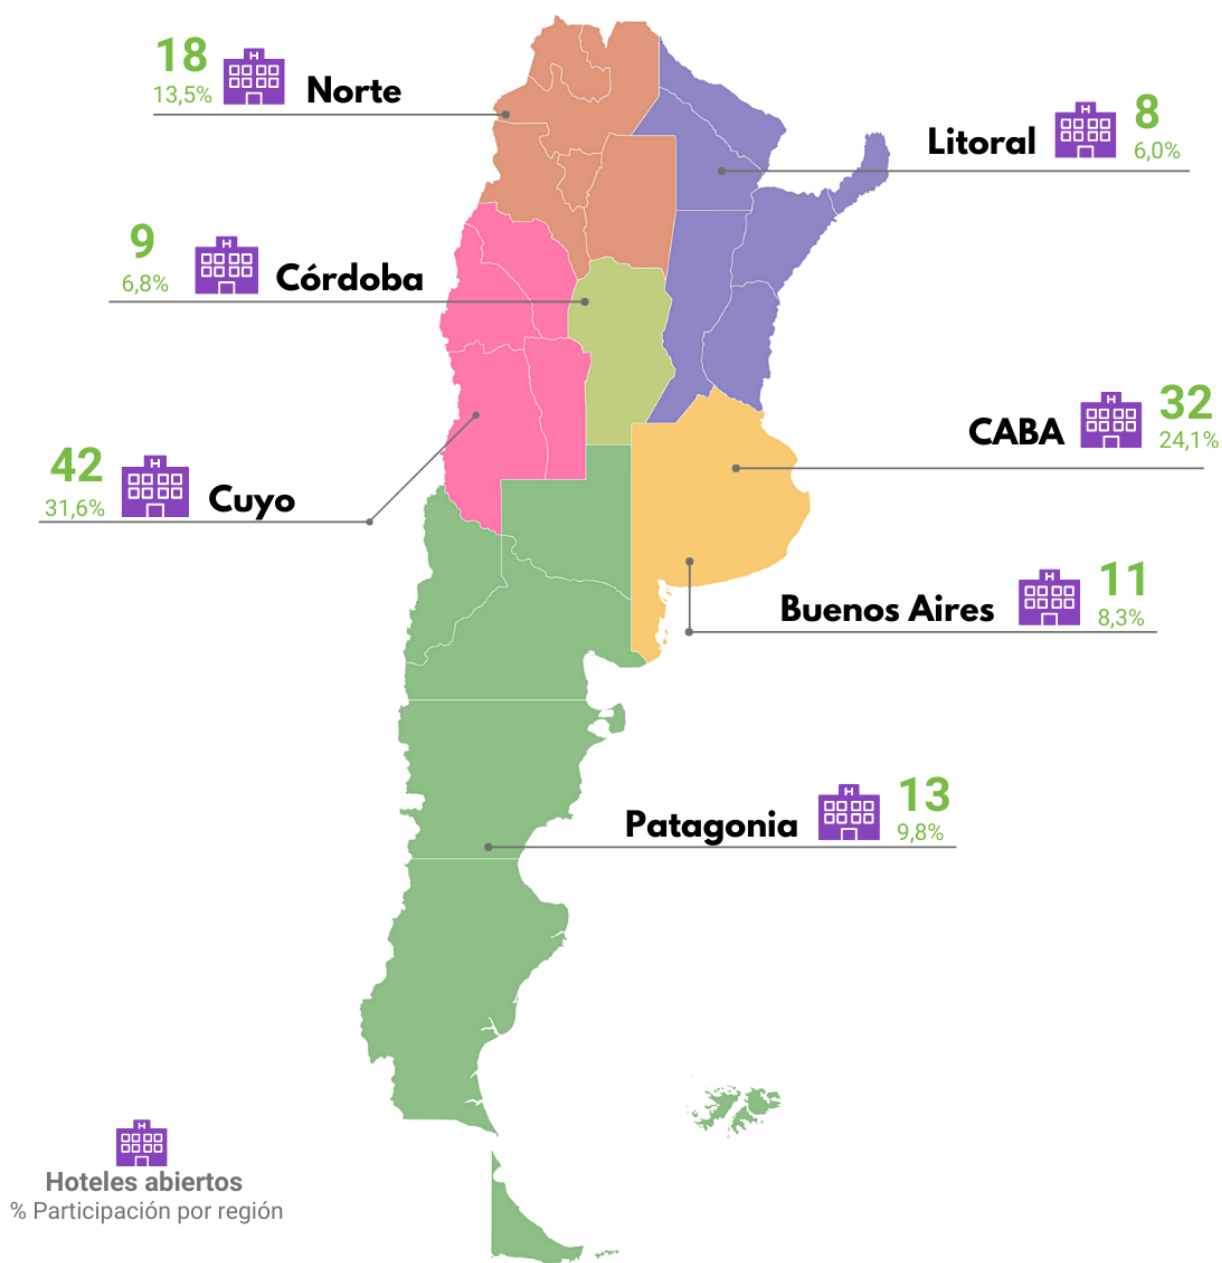 18
13,5%
Norte
8
6,0%
Litoral
9
6,8%
Córdoba
32
24,1%
CABA
42
31,6%
Cuyo
11
8,3%
Buenos Aires
13
9,8%
Patagonia
Hoteles abiertos
% Participación por región